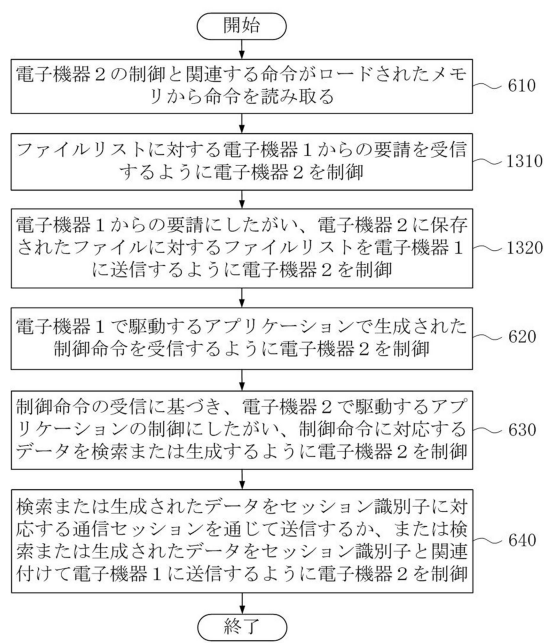 開始
電子機器2の制御と関連する命令がロードされたメモ
リから命令を読み取る
610
ファイルリストに対する電子機器1からの要請を受信
するように電子機器2を制御
1310
電子機器1からの要請にしたがい、電子機器2に保存
されたファイルに対するファイルリストを電子機器1
に送信するように電子機器2を制御
1320
電子機器1で駆動するアプリケーションで生成された
制御命令を受信するように電子機器2を制御
620
制御命令の受信に基づき、電子機器2で駆動するアプ
リケーションの制御にしたがい、制御命令に対応する
データを検索または生成するように電子機器2を制御
630
検索または生成されたデータをセッション識別子に対
応する通信セッションを通じて送信するか、または検
索または生成されたデータをセッション識別子と関連
付けて電子機器1に送信するように電子機器2を制御
640
終了